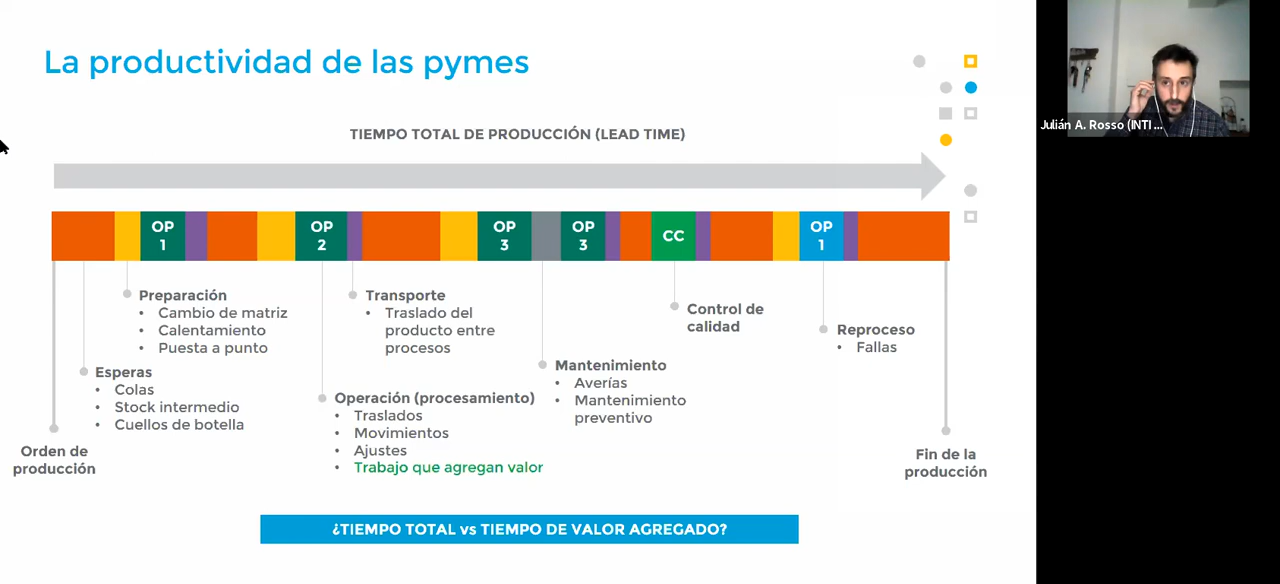 La productividad de las pymes
TIEMPO TOTAL DE PRODUCCIÓN (LEAD TIME)
OP
1
OP
2
OP
3
OP
3
CC
OP
1
Preparación
• Cambio de matriz
• Calentamiento
• Puesta a punto
Esperas
• Colas
• Stock intermedio
• Cuellos de botella
Orden de
producción
Transporte
• Traslado del
producto entre
procesos
Operación (procesamiento)
• Traslados
• Movimientos
• Ajustes
• Trabajo que agregan valor
Mantenimiento
• Averías
• Mantenimiento
preventivo
Control de
calidad
Reproceso
• Fallas
Fin de la
producción
¿TIEMPO TOTAL vs TIEMPO DE VALOR AGREGADO?
Julián A. Rosso (INTI ...